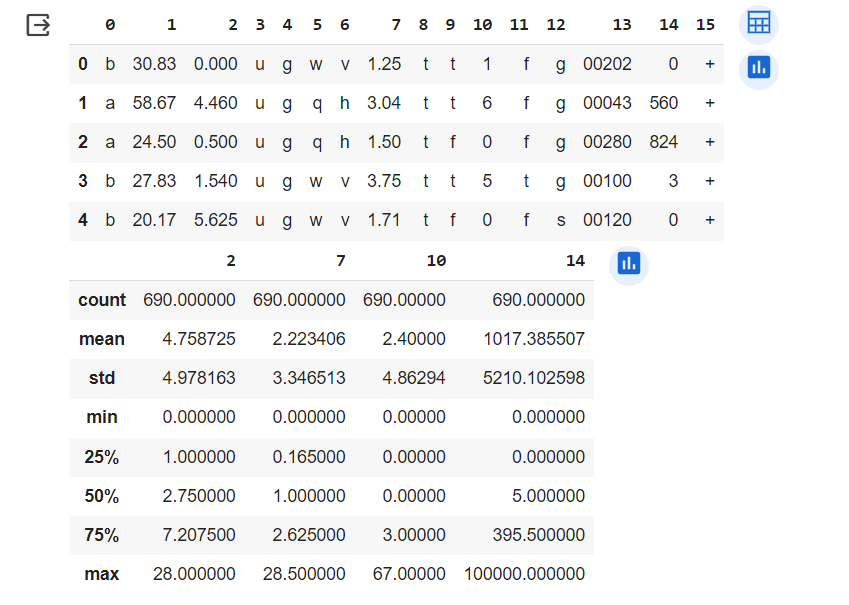 0 1 2 3 4 5 6 7 8 9 10 11 12 13 14 15
0 b 30.83 0.000 u g w v 1.25 t t 1 f g 00202 0 +
1 a 58.67 4.460 u g q h 3.04 t t 6 f g 00043 560 +
2 a 24.50 0.500 u g q h 1.50 t f 0 f g 00280 824 +
3 b 27.83 1.540 u g w v 3.75 t t 5 t g 00100 3 +
4 b 20.17 5.625 u g w v 1.71 t f 0 f s 00120 0 +
2 7 10 14
count 690.000000 690.000000 690.00000 690.000000
mean 4.758725 2.223406 2.40000 1017.385507
std 4.978163 3.346513 4.86294 5210.102598
min 0.000000 0.000000 0.00000 0.000000
25% 1.000000 0.165000 0.00000 0.000000
50% 2.750000 1.000000 0.00000 5.000000
75% 7.207500 2.625000 3.00000 395.500000
max 28.000000 28.500000 67.00000 100000.000000